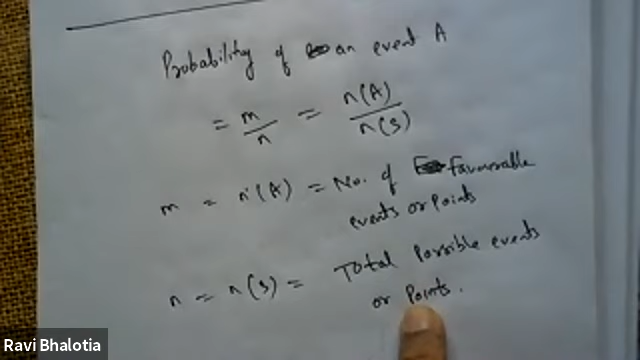 Probability of an event A
= m/n = n(A)/n(S)
m = n(A) = No. of Favourable
events or Points
n = n(S) = Total Possible events
or Points.
Ravi Bhalotia